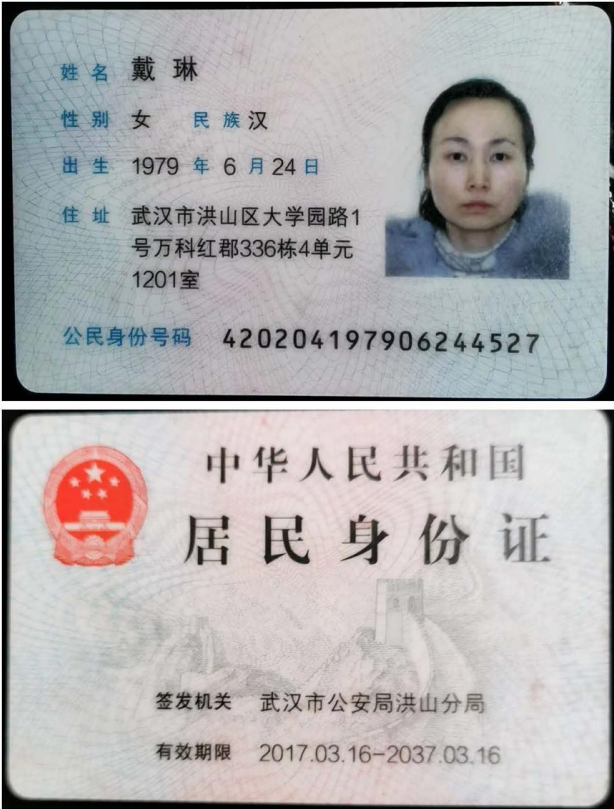 姓名 戴琳
性别 女 民族 汉
出生 1979 年 6 月 24 日
住址 武汉市洪山区大学园路1
号万科红郡336栋4单元
1201室
公民身份号码 420204197906244527
中华人民共和国
居民身份证
签发机关 武汉市公安局洪山分局
有效期限 2017.03.16-2037.03.16